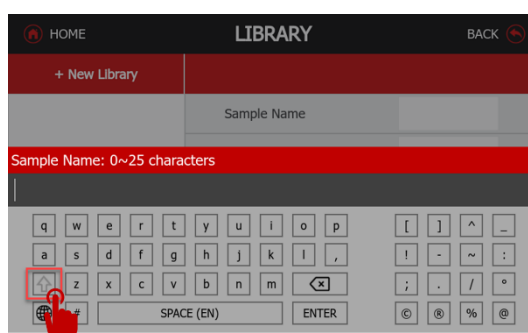 HOME
LIBRARY
BACK
+ New Library
Sample Name
Sample Name: 0~25 characters
q w e r t y u i o p [ ] ^ _
a s d f g h j k l , ! - ~ :
z x c v b n m ; . / °
# SPACE (EN) ENTER © ® % @